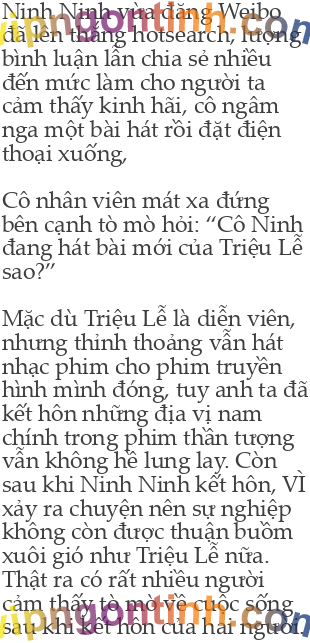 Ninh Ninh vừa đăng Weibo
đã lên thẳng hotsearch, lượng
bình luận lẫn chia sẻ nhiều
đến mức làm cho người ta
cảm thấy kinh hãi, cô ngâm
nga một bài hát rồi đặt điện
thoại xuống,
Cô nhân viên mát xa đứng
bên cạnh tò mò hỏi: “Cô Ninh
đang hát bài mới của Triệu Lễ
sao?”
Mặc dù Triệu Lễ là diễn viên,
nhưng thỉnh thoảng vẫn hát
nhạc phim cho phim truyền
hình mình đóng, tuy anh ta đã
kết hôn những địa vị nam
chính trong phim thần tượng
vẫn không hề lung lay. Còn
sau khi Ninh Ninh kết hôn, VÌ
xảy ra chuyện nên sự nghiệp
không còn được thuận buồm
xuôi gió như Triệu Lễ nữa.
Thật ra có rất nhiều người
cảm thấy tò mò về cuộc sống
sau khi kết hôn của hai người
vipngontinh.com
vipngontinh.com